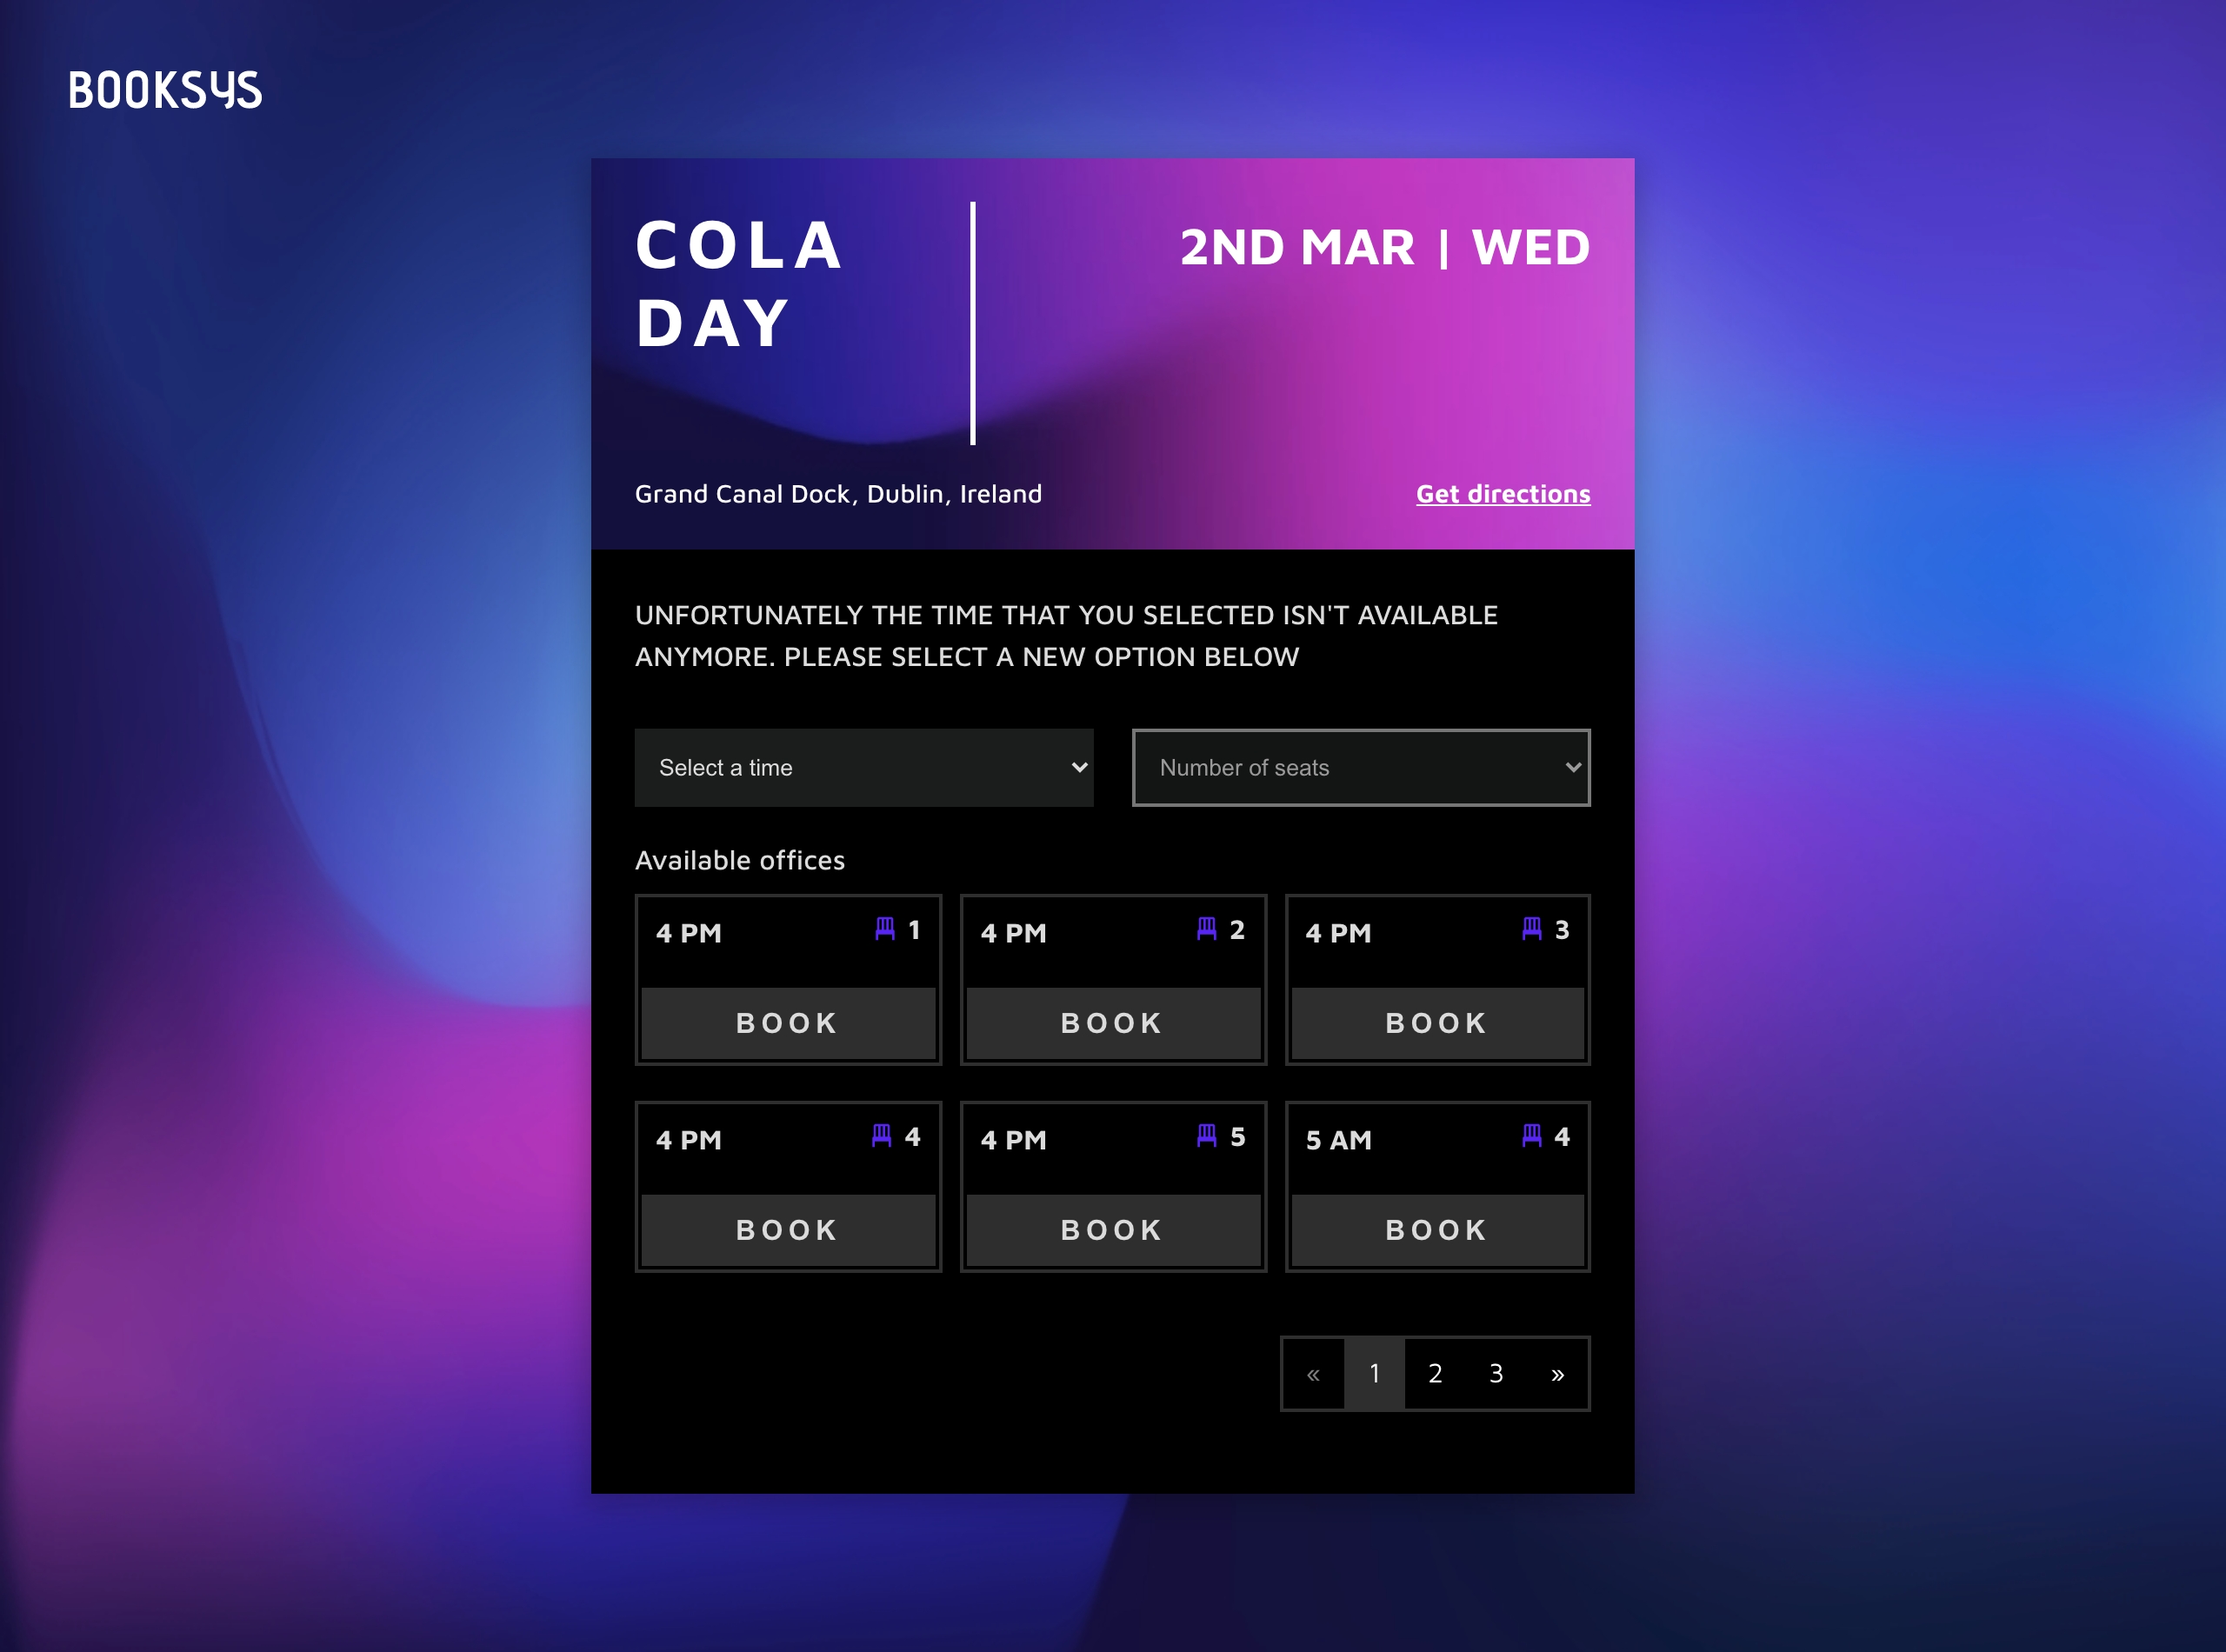 BOOKSYS
COLA
DAY
2ND MAR | WED
Grand Canal Dock, Dublin, Ireland
Get directions
UNFORTUNATELY THE TIME THAT YOU SELECTED ISN'T AVAILABLE
ANYMORE. PLEASE SELECT A NEW OPTION BELOW
Select a time
Number of seats
Available offices
4 PM 1
4 PM 2
4 PM 3
BOOK
BOOK
BOOK
4 PM 4
4 PM 5
5 AM 4
BOOK
BOOK
BOOK
« 1 2 3 »